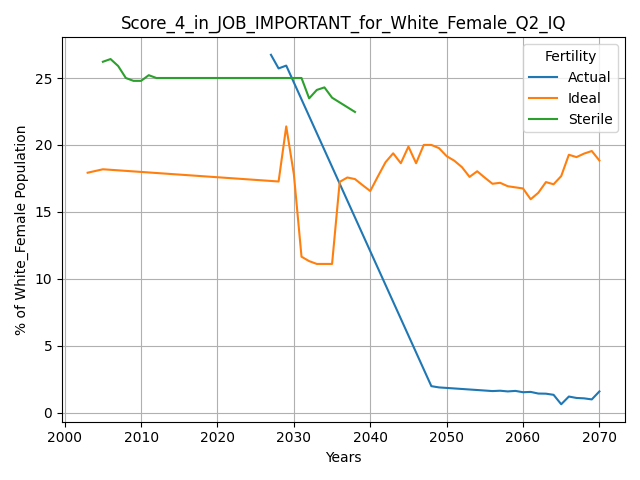 Score_4_in_JOB_IMPORTANT_for_White_Female_Q2_IQ
% of White_Female Population
25
20
15
10
5
0
Fertility
Actual
Ideal
Sterile
2000 2010 2020 2030 2040 2050 2060 2070
Years